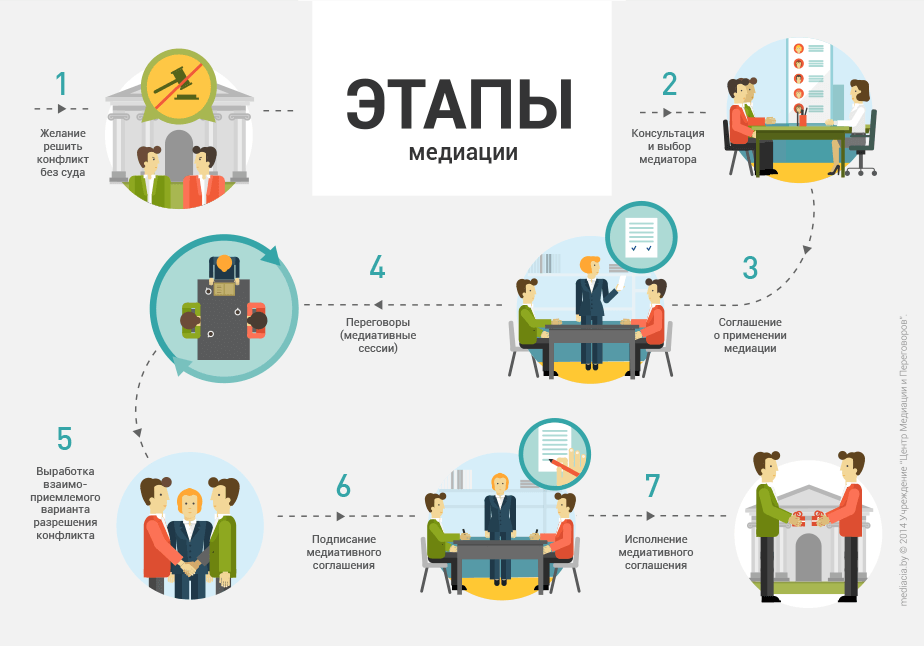 ЭТАПЫ
медиации
1
Желание
решить
конфликт
без суда
2
Консультация
и выбор
медиатора
3
Соглашение
о применении
медиации
4
Переговоры
(медиативные
сессии)
5
Выработка
взаимо-
приемлемого
варианта
разрешения
конфликта
6
Подписание
медиативного
соглашения
7
Исполнение
медиативного
соглашения
mediacia.by © 2014 Учреждение "Центр Медиации и Переговоров".